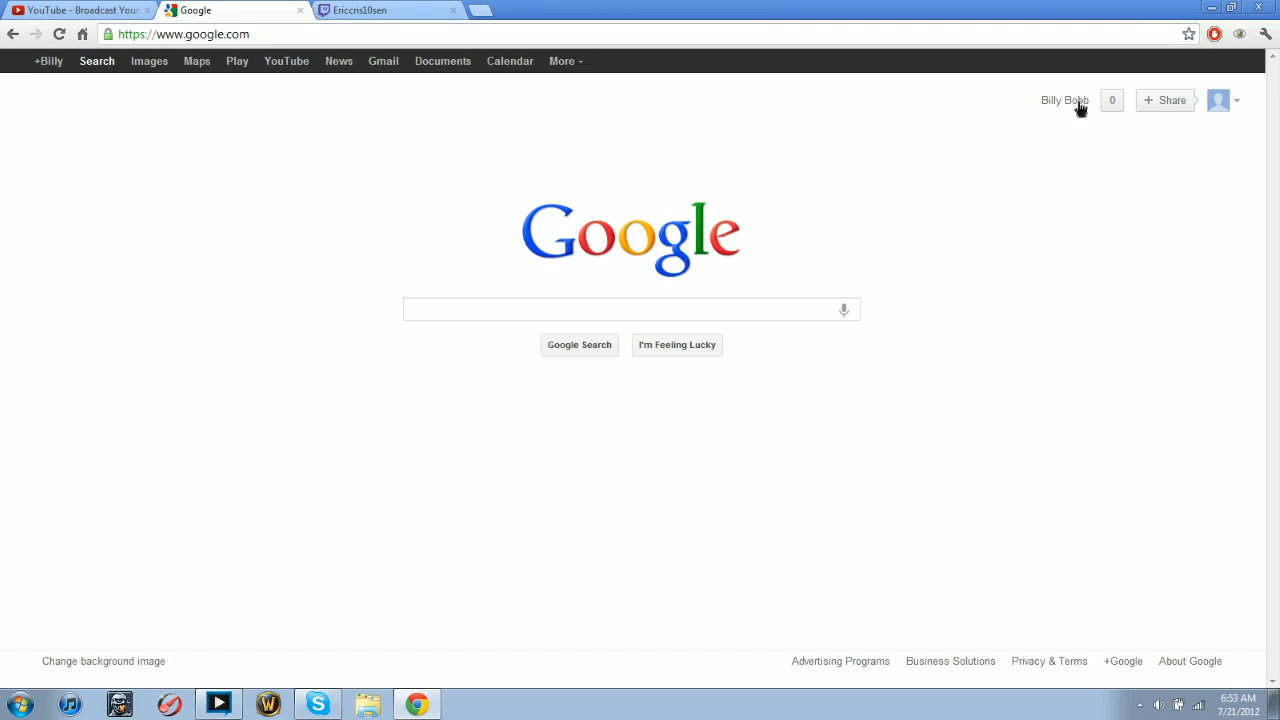 YouTube - Broadcast Your
Google
Ericcris10sen
https://www.google.com
+Billy Search Images Maps Play YouTube News Gmail Documents Calendar More
Billy Bobb 0 + Share
Google
Google Search I'm Feeling Lucky
Change background image Advertising Programs Business Solutions Privacy & Terms +Google About Google
6:53 AM
7/21/2012